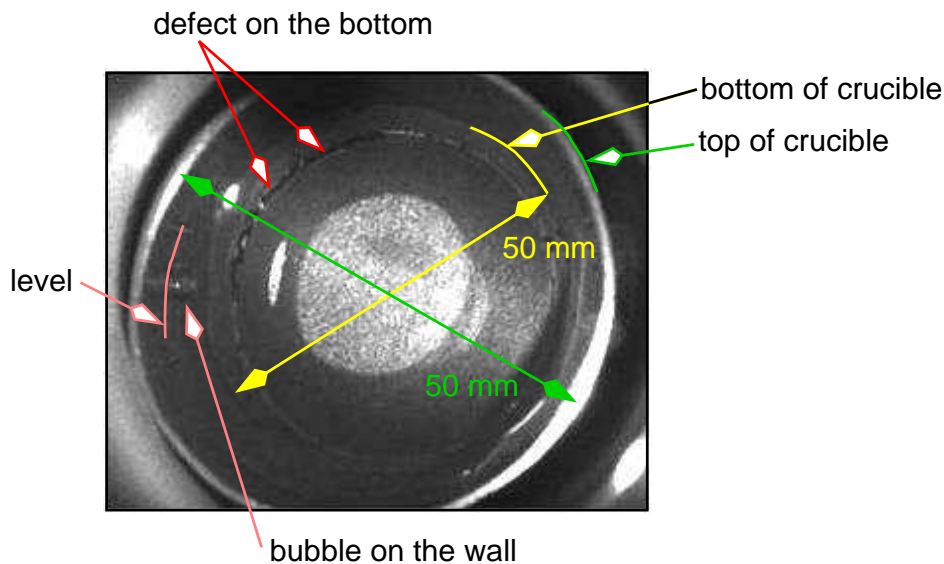 defect on the bottom
bottom of crucible
top of crucible
50 mm
level
50 mm
bubble on the wall